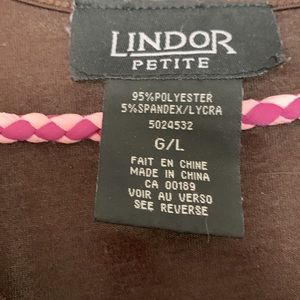 LINDOR
PETITE
95%POLYESTER
5%SPANDEX/LYCRA
5024532
G/L
FAIT EN CHINE
MADE IN CHINA
CA 00189
VOIR AU VERSO
SEE REVERSE